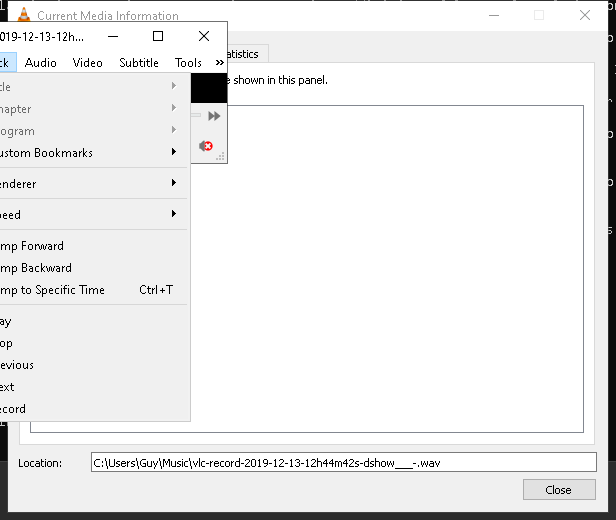 Current Media Information
2019-12-13-12h...
ck Audio Video Subtitle Tools »
atistics
tle
hapter
ogram
ustom Bookmarks
enderer
peed
mp Forward
mp Backward
mp to Specific Time Ctrl+T
ay
op
evious
ext
ecord
e shown in this panel.
Location: C:\Users\Guy\Music\vlc-record-2019-12-13-12h44m42s-dshow___-.wav
Close